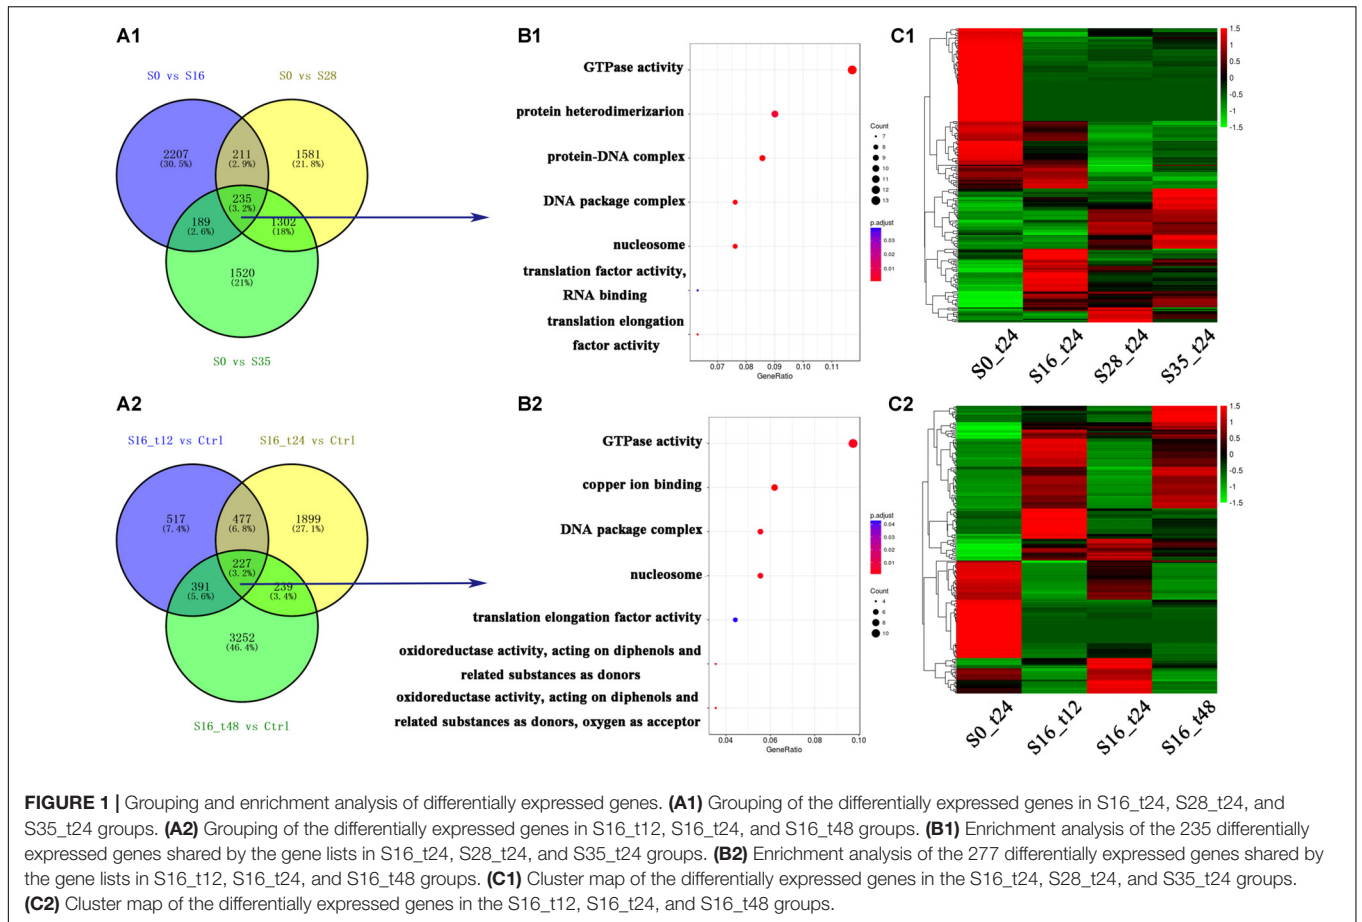 A1
S0 vs S16
S0 vs S28
2207
(30.5%)
211
(2.9%)
1581
(21.8%)
235
(3.2%)
189
(2.6%)
1302
(18%)
1520
(21%)
S0 vs S35
B1
GTPase activity
protein heterodimerizarion
protein-DNA complex
DNA package complex
nucleosome
translation factor activity,
RNA binding
translation elongation
factor activity
0.07 0.08 0.09 0.10 0.11
GeneRatio
Count
7
8
9
10
11
12
13
p.adjust
0.03
0.02
0.01
C1
1.5
1
0.5
0
-0.5
-1
-1.5
S0_t24
S16_t24
S28_t24
S35_t24
A2
S16_t12 vs Ctrl
S16_t24 vs Ctrl
517
(7.4%)
477
(6.8%)
1899
(27.1%)
227
(3.2%)
391
(5.6%)
239
(3.4%)
3252
(46.4%)
S16_t48 vs Ctrl
B2
GTPase activity
copper ion binding
DNA package complex
nucleosome
translation elongation factor activity
oxidoreductase activity, acting on diphenols and
related substances as donors
oxidoreductase activity, acting on diphenols and
related substances as donors, oxygen as acceptor
0.04 0.06 0.08 0.10
GeneRatio
p.adjust
0.04
0.03
0.02
0.01
Count
4
6
8
10
C2
1.5
1
0.5
0
-0.5
-1
-1.5
S0_t24
S16_t12
S16_t24
S16_t48
FIGURE 1 | Grouping and enrichment analysis of differentially expressed genes. (A1) Grouping of the differentially expressed genes in S16_t24, S28_t24, and
S35_t24 groups. (A2) Grouping of the differentially expressed genes in S16_t12, S16_t24, and S16_t48 groups. (B1) Enrichment analysis of the 235 differentially
expressed genes shared by the gene lists in S16_t24, S28_t24, and S35_t24 groups. (B2) Enrichment analysis of the 277 differentially expressed genes shared by
the gene lists in S16_t12, S16_t24, and S16_t48 groups. (C1) Cluster map of the differentially expressed genes in the S16_t24, S28_t24, and S35_t24 groups.
(C2) Cluster map of the differentially expressed genes in the S16_t12, S16_t24, and S16_t48 groups.